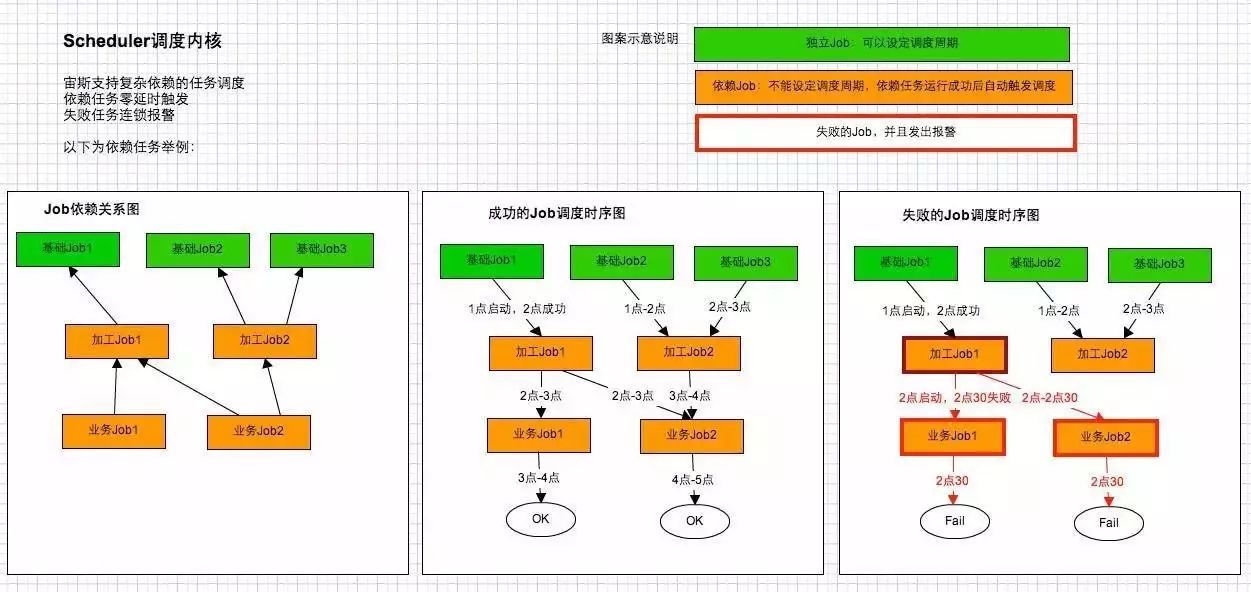 Scheduler调度内核
宙斯支持复杂依赖的任务调度
依赖任务零延时触发
失败任务连锁报警
以下为依赖任务举例：
图案示意说明
独立Job：可以设定调度周期
依赖Job：不能设定调度周期，依赖任务运行成功后自动触发调度
失败的Job，并且发出报警
Job依赖关系图
基础Job1
基础Job2
基础Job3
加工Job1
加工Job2
业务Job1
业务Job2
成功的Job调度时序图
基础Job1
基础Job2
基础Job3
1点启动，2点成功
1点-2点
2点-3点
加工Job1
加工Job2
2点-3点
2点-3点
3点-4点
业务Job1
业务Job2
3点-4点
4点-5点
OK
OK
失败的Job调度时序图
基础Job1
基础Job2
基础Job3
1点启动，2点成功
1点-2点
2点-3点
加工Job1
加工Job2
2点启动，2点30失败
2点-2点30
业务Job1
业务Job2
2点30
2点30
Fail
Fail